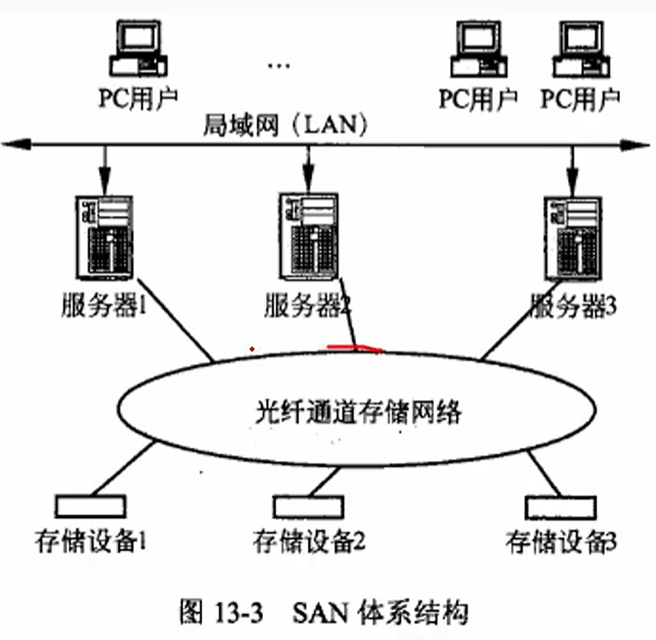 PC用户 … PC用户 PC用户
局域网（LAN）
服务器1 服务器2 服务器3
光纤通道存储网络
存储设备1 存储设备2 存储设备3
图 13-3 SAN 体系结构